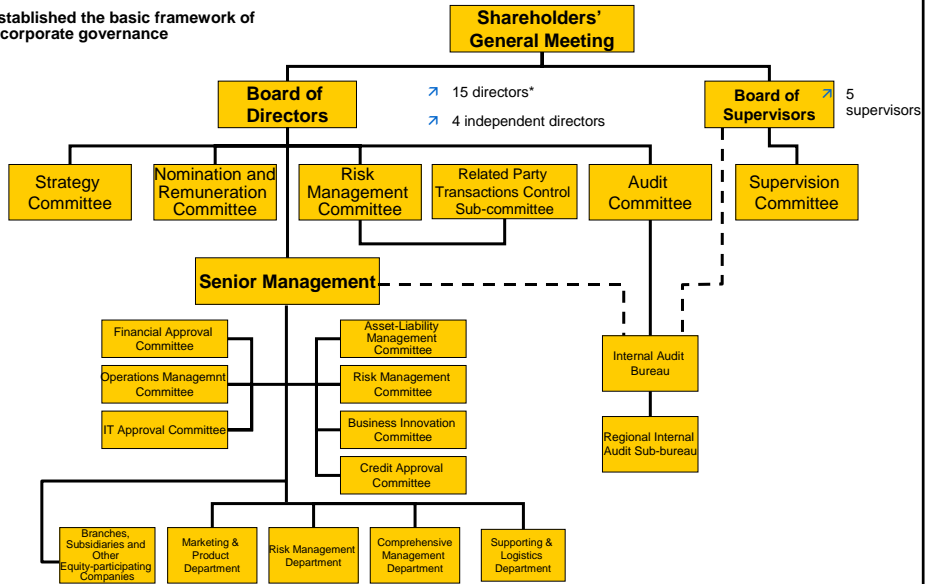 stablished the basic framework of
corporate governance
Shareholders'
General Meeting
Board of
Directors
↗ 15 directors*
↗ 4 independent directors
Board of
Supervisors
↗ 5
supervisors
Strategy
Committee
Nomination and
Remuneration
Committee
Risk
Management
Committee
Related Party
Transactions Control
Sub-committee
Audit
Committee
Supervision
Committee
Senior Management
Financial Approval
Committee
Asset-Liability
Management
Committee
Operations Managemnt
Committee
Risk Management
Committee
IT Approval Committee
Business Innovation
Committee
Credit Approval
Committee
Internal Audit
Bureau
Regional Internal
Audit Sub-bureau
Branches,
Subsidiaries and
Other
Equity-participating
Companies
Marketing &
Product
Department
Risk Management
Department
Comprehensive
Management
Department
Supporting &
Logistics
Department